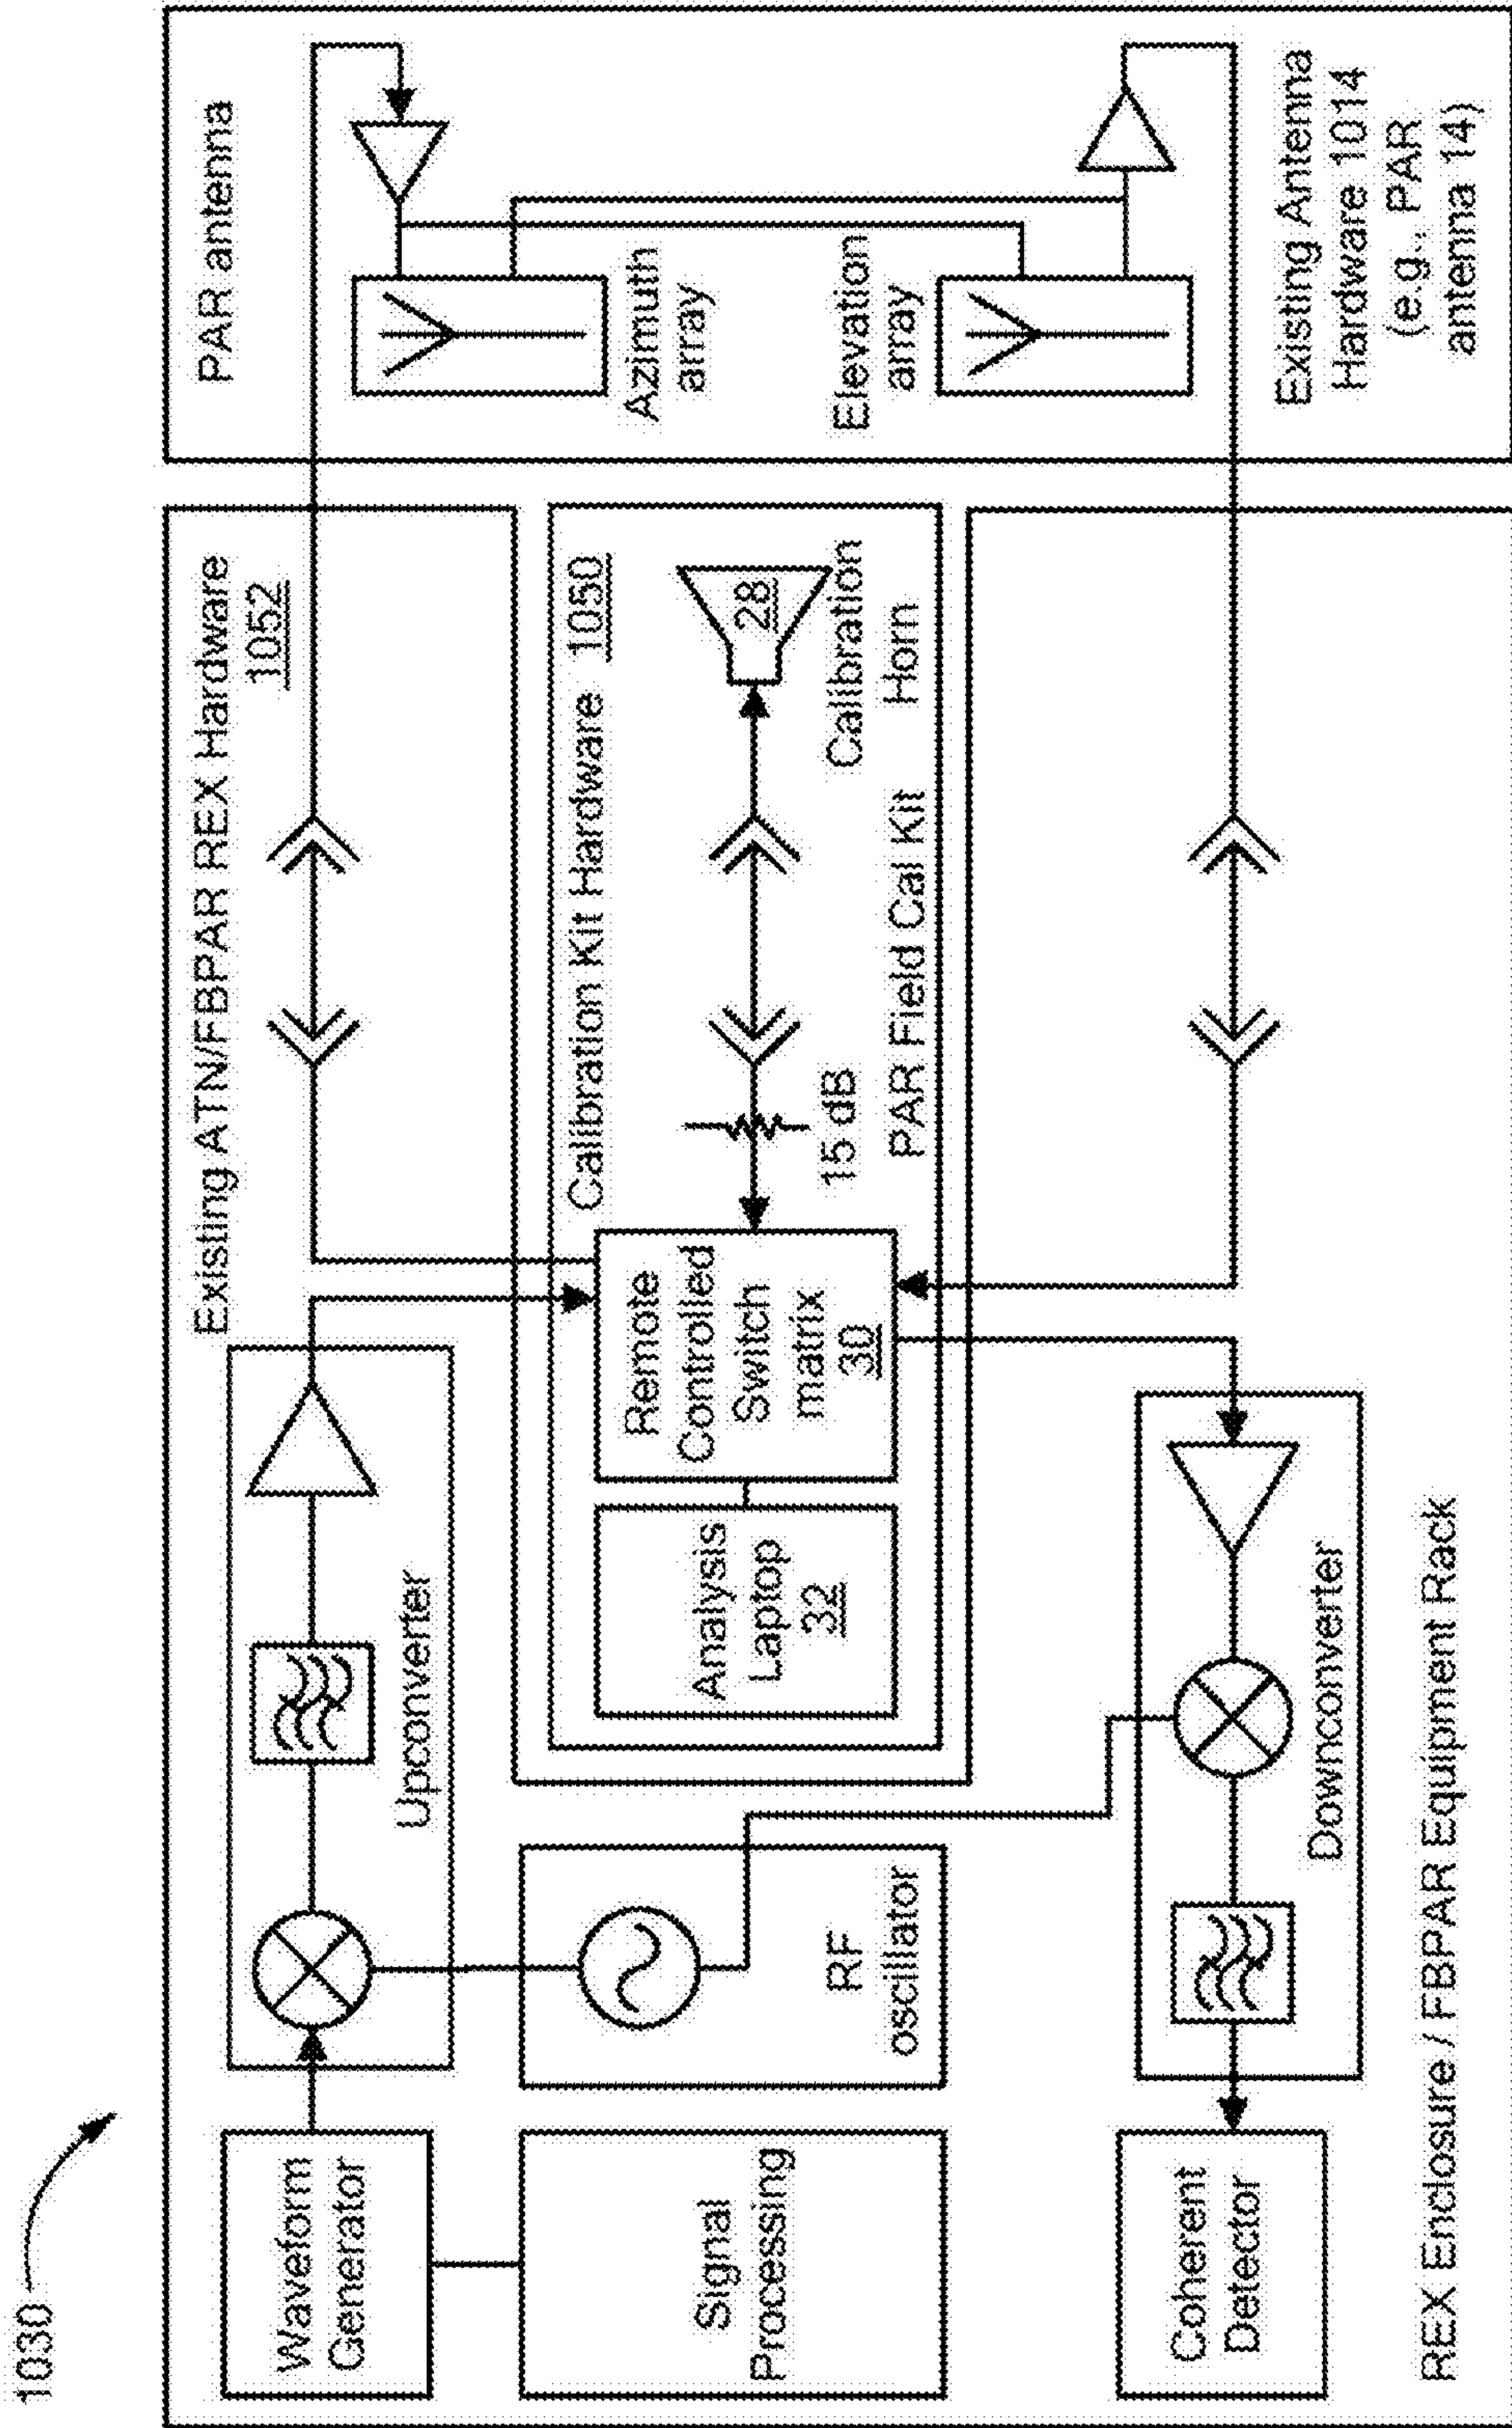 1030
Existing ATN/FBPAR REX Hardware
1052
PAR antenna
Waveform
Generator
Upconverter
Signal
Processing
RF
oscillator
Analysis
Laptop
32
Remote
Controlled
Switch
matrix
30
Calibration Kit Hardware 1050
15 dB
28
Calibration
Horn
PAR Field Cal Kit
Azimuth
array
Elevation
array
Coherent
Detector
Downconverter
REX Enclosure / FBPAR Equipment Rack
Existing Antenna
Hardware 1014
(e.g., PAR
antenna 14)